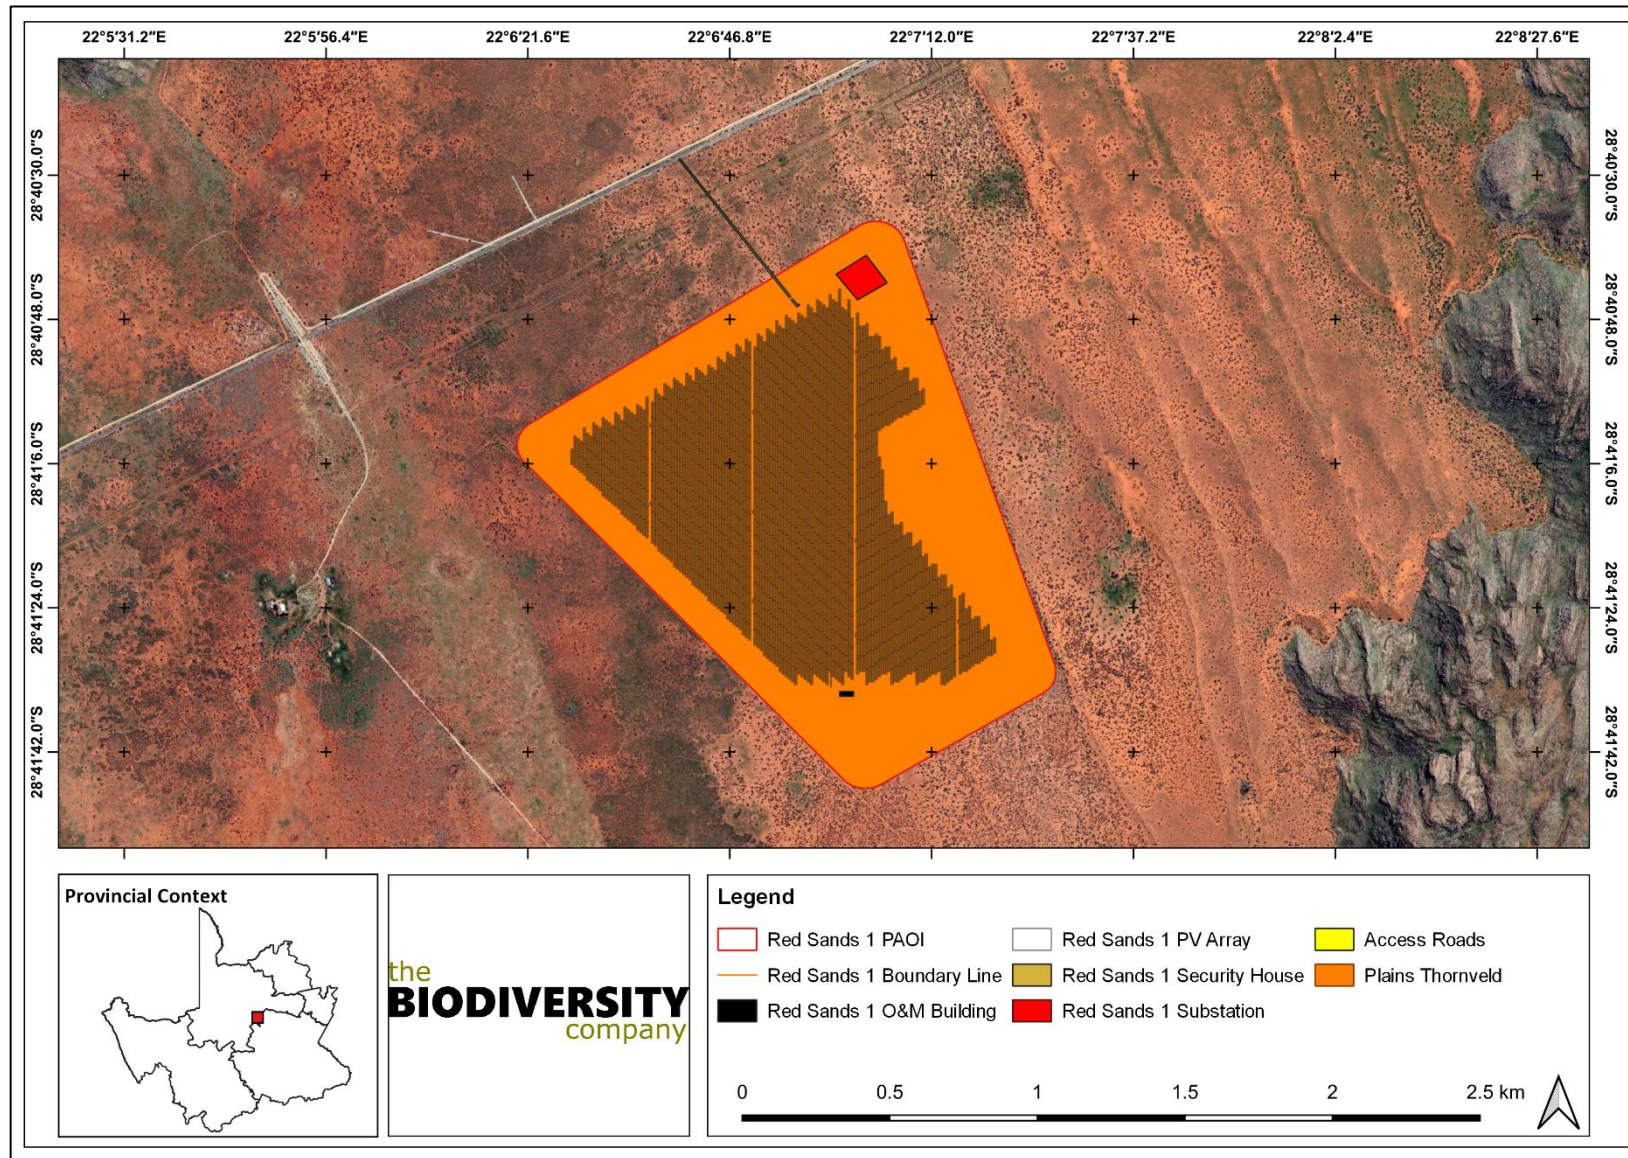 22°5'31.2"E 22°5'56.4"E 22°6'21.6"E 22°6'46.8"E 22°7'12.0"E 22°7'37.2"E 22°8'2.4"E 22°8'27.6"E
28°40'30.0"S
28°40'48.0"S
28°41'6.0"S
28°41'24.0"S
28°41'42.0"S
28°40'30.0"S
28°40'48.0"S
28°41'6.0"S
28°41'24.0"S
28°41'42.0"S
Provincial Context
the
BIODIVERSITY
company
Legend
Red Sands 1 PAOI
Red Sands 1 Boundary Line
Red Sands 1 O&M Building
Red Sands 1 PV Array
Red Sands 1 Security House
Red Sands 1 Substation
Access Roads
Plains Thornveld
0 0.5 1 1.5 2 2.5 km